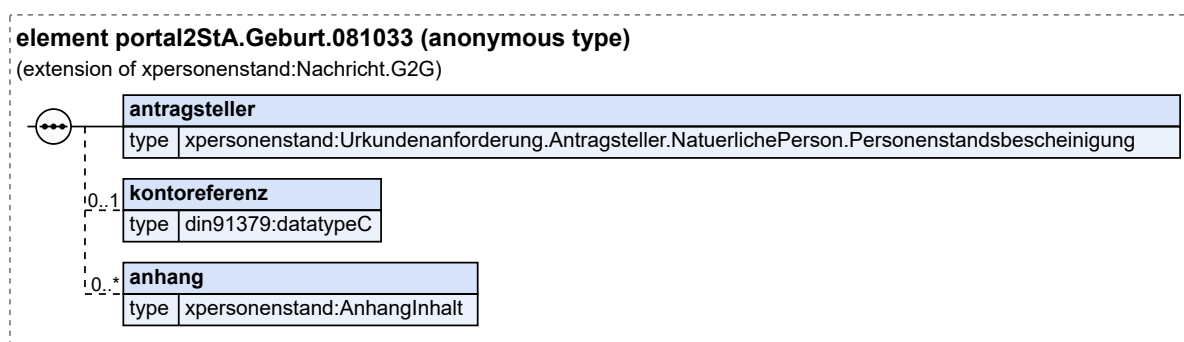 element portal2StA.Geburt.081033 (anonymous type)
(extension of xpersonenstand:Nachricht.G2G)
antragsteller
type xpersonenstand:Urkundenanforderung.Antragsteller.NatuerlichePerson.Personenstandsbescheinigung
0..1 kontoreferenz
type din91379:datatypeC
0..* anhang
type xpersonenstand:AnhangInhalt